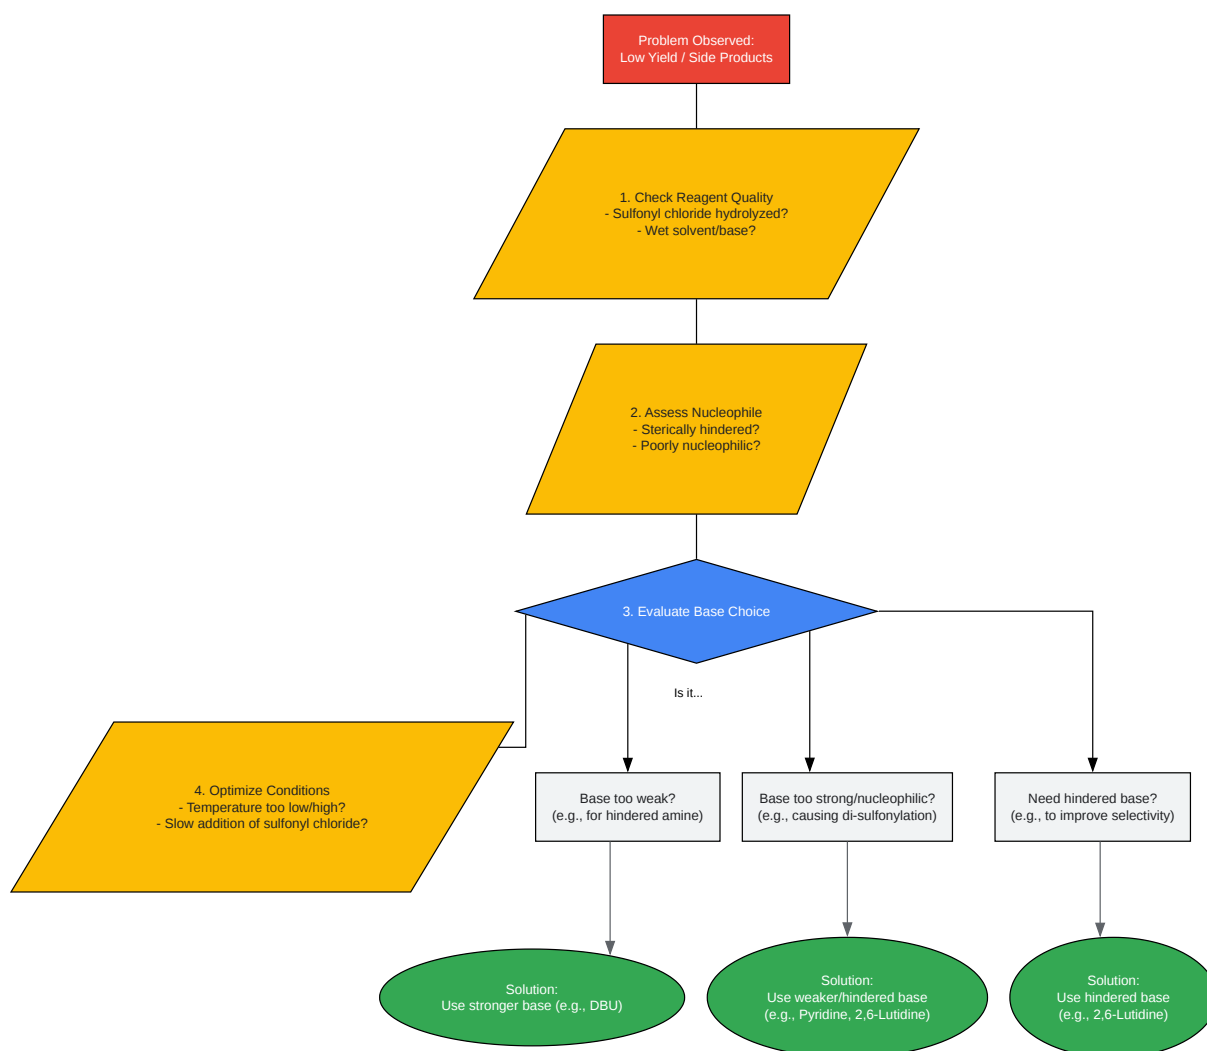 Problem Observed:
Low Yield / Side Products
1. Check Reagent Quality
- Sulfonyl chloride hydrolyzed?
- Wet solvent/base?
2. Assess Nucleophile
- Sterically hindered?
- Poorly nucleophilic?
3. Evaluate Base Choice
Is it...
4. Optimize Conditions
- Temperature too low/high?
- Slow addition of sulfonyl chloride?
Base too weak?
(e.g., for hindered amine)
Base too strong/nucleophilic?
(e.g., causing di-sulfonylation)
Need hindered base?
(e.g., to improve selectivity)
Solution:
Use stronger base (e.g., DBU)
Solution:
Use weaker/hindered base
(e.g., Pyridine, 2,6-Lutidine)
Solution:
Use hindered base
(e.g., 2,6-Lutidine)